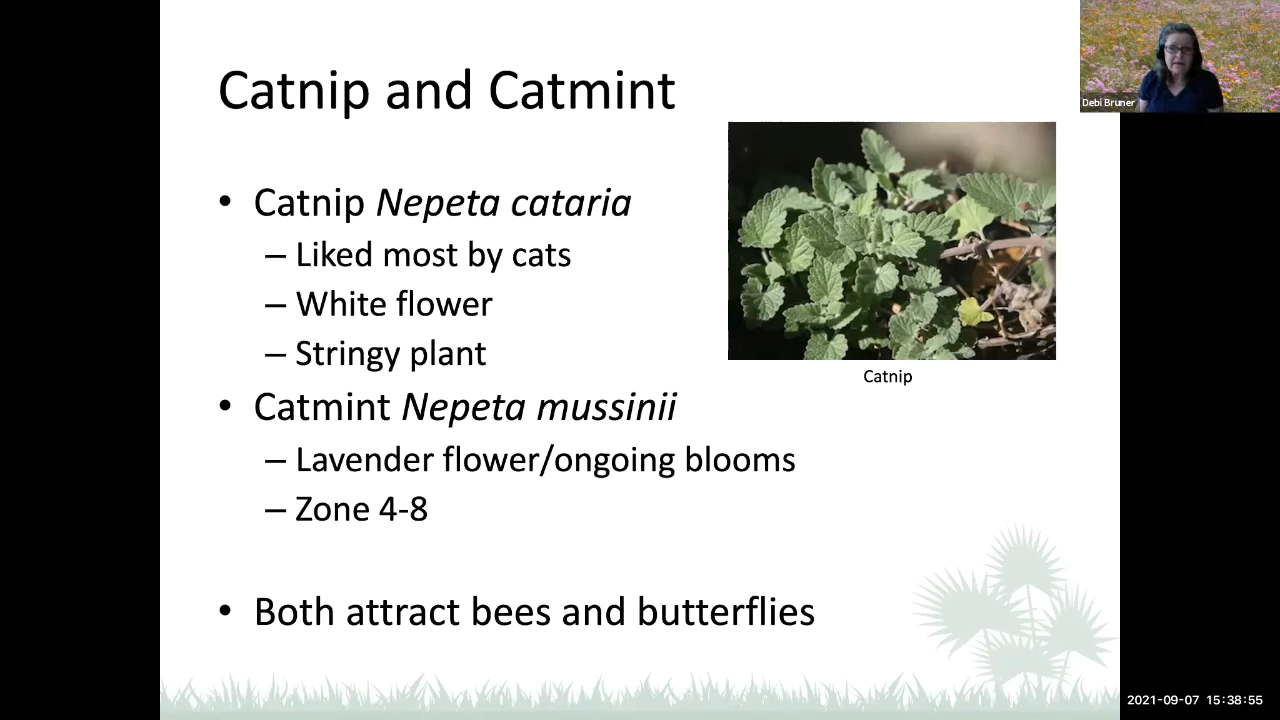 Catnip and Catmint
• Catnip Nepeta cataria
– Liked most by cats
– White flower
– Stringy plant
• Catmint Nepeta mussinii
– Lavender flower/ongoing blooms
– Zone 4-8
• Both attract bees and butterflies
Catnip
Debi Bruner
2021-09-07 15:38:55